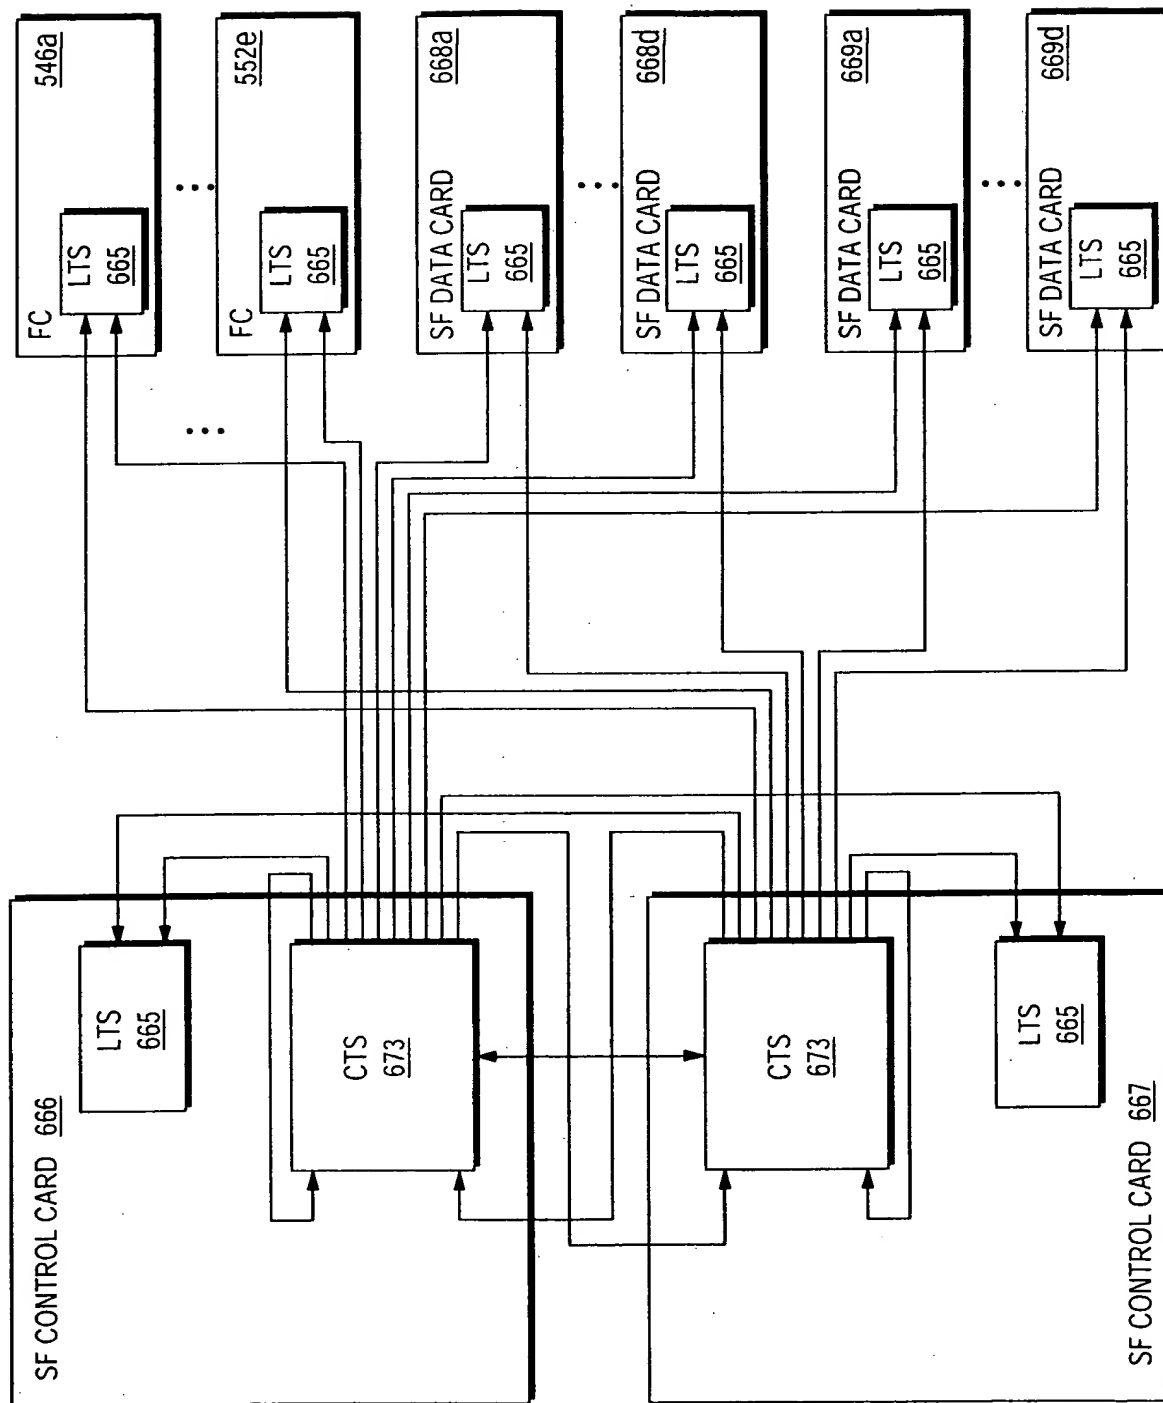 SF CONTROL CARD 666
LTS
665
CTS
673
SF CONTROL CARD 667
CTS
673
LTS
665
FC
546a
LTS
665
...
FC
552e
LTS
665
...
SF DATA CARD
668a
LTS
665
...
SF DATA CARD
668d
LTS
665
SF DATA CARD
669a
LTS
665
...
SF DATA CARD
669d
LTS
665